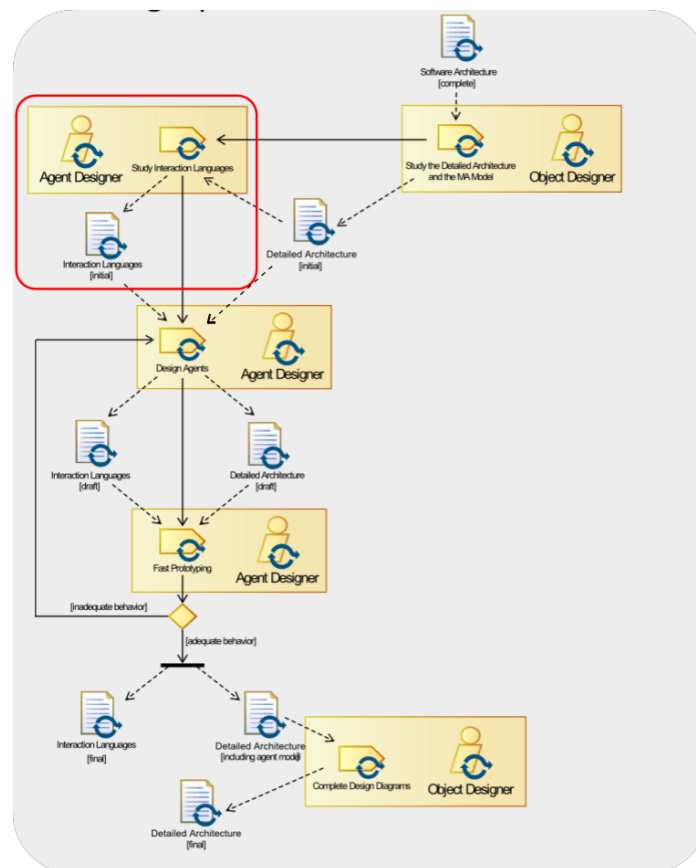 Software Architecture
[complete]
Agent Designer
Study Interaction Languages
Study the Detailed Architecture
and the MA Model
Object Designer
Interaction Languages
[initial]
Detailed Architecture
[initial]
Design Agents
Agent Designer
Interaction Languages
[draft]
Detailed Architecture
[draft]
Fast Prototyping
Agent Designer
[inadequate behavior]
[adequate behavior]
Interaction Languages
[final]
Detailed Architecture
[including agent model]
Complete Design Diagrams
Object Designer
Detailed Architecture
[final]